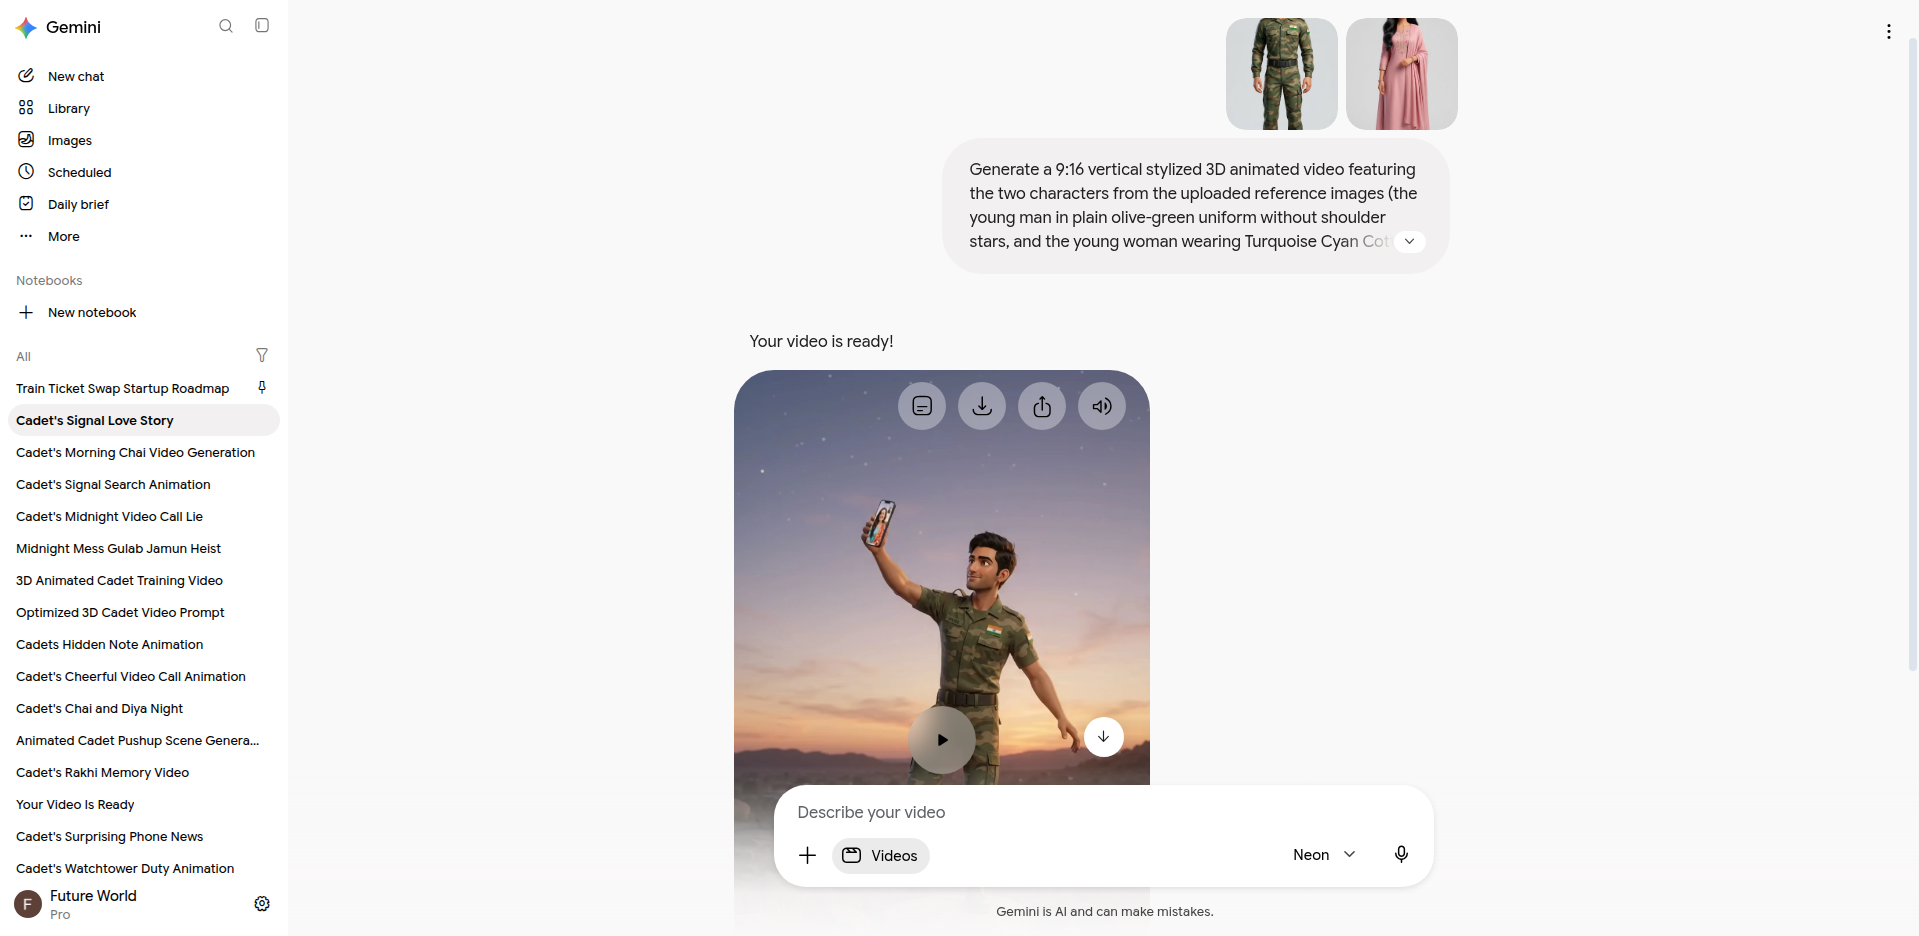 Gemini
New chat
Library
Images
Scheduled
Daily brief
More
Notebooks
New notebook
All
Train Ticket Swap Startup Roadmap
Cadet's Signal Love Story
Cadet's Morning Chai Video Generation
Cadet's Signal Search Animation
Cadet's Midnight Video Call Lie
Midnight Mess Gulab Jamun Heist
3D Animated Cadet Training Video
Optimized 3D Cadet Video Prompt
Cadets Hidden Note Animation
Cadet's Cheerful Video Call Animation
Cadet's Chai and Diya Night
Animated Cadet Pushup Scene Genera...
Cadet's Rakhi Memory Video
Your Video Is Ready
Cadet's Surprising Phone News
Cadet's Watchtower Duty Animation
F
Future World
Pro
Generate a 9:16 vertical stylized 3D animated video featuring
the two characters from the uploaded reference images (the
young man in plain olive-green uniform without shoulder
stars, and the young woman wearing Turquoise Cyan Cot
Your video is ready!
Describe your video
Videos
Neon
Gemini is AI and can make mistakes.